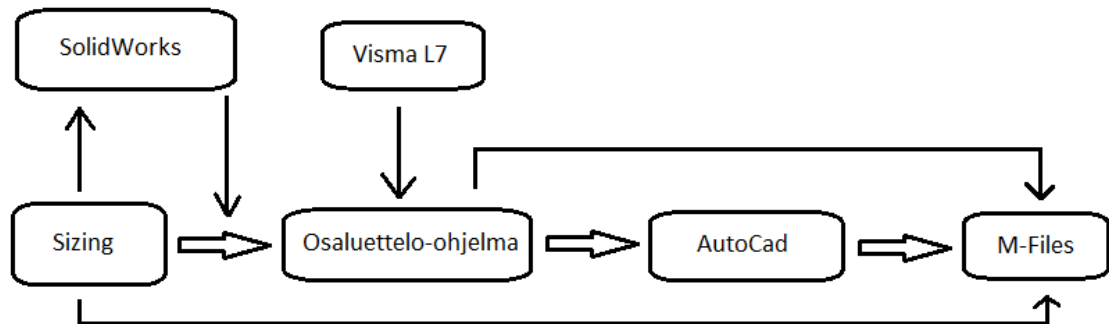 SolidWorks
Visma L7
Sizing
Osaluettelo-ohjelma
AutoCad
M-Files